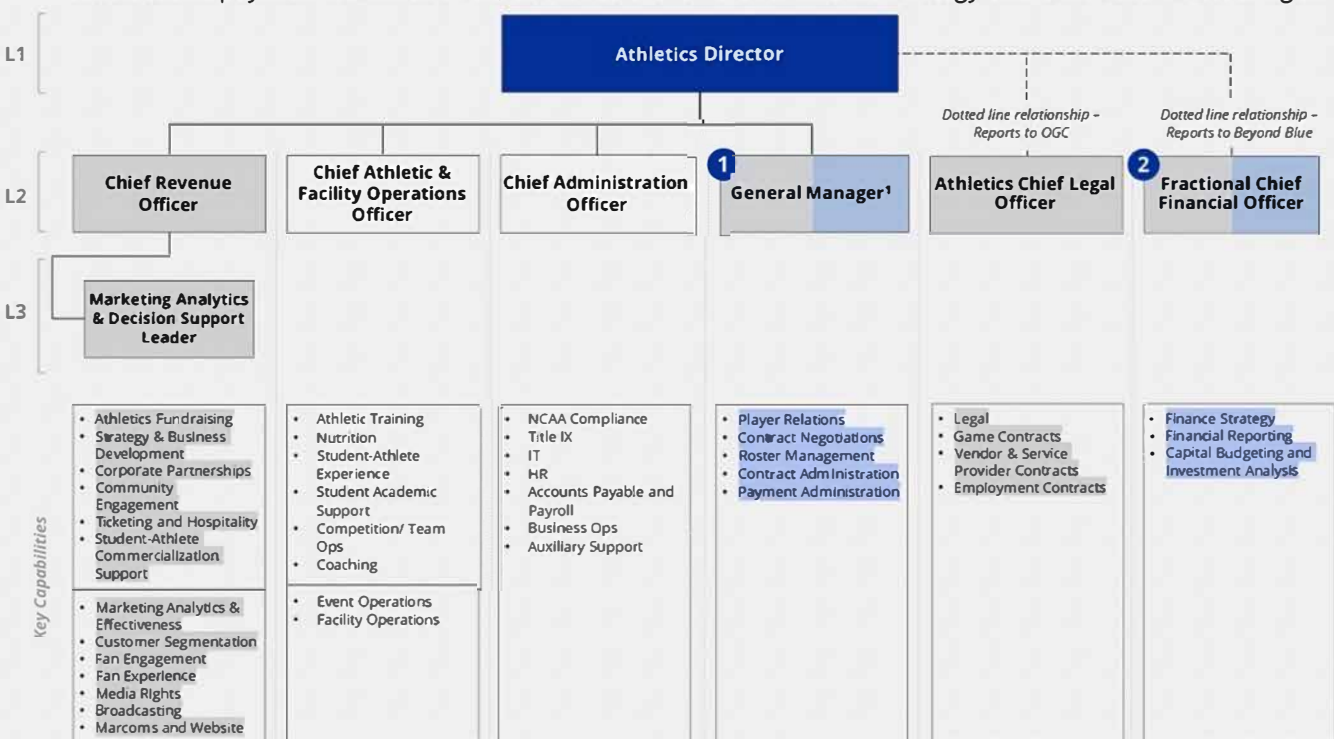 L1
Athletics Director
Dotted line relationship –
Reports to OGC
Dotted line relationship –
Reports to Beyond Blue
L2
Chief Revenue
Officer
Chief Athletic &
Facility Operations
Officer
Chief Administration
Officer
1
General Manager¹
Athletics Chief Legal
Officer
2
Fractional Chief
Financial Officer
L3
Marketing Analytics
& Decision Support
Leader
Key Capabilities
• Athletics Fundraising
• Strategy & Business
Development
• Corporate Partnerships
• Community
Engagement
• Ticketing and Hospitality
• Student-Athlete
Commercialization
Support
• Marketing Analytics &
Effectiveness
• Customer Segmentation
• Fan Engagement
• Fan Experience
• Media Rights
• Broadcasting
• Marcoms and Website
• Athletic Training
• Nutrition
• Student-Athlete
Experience
• Student Academic
Support
• Competition/ Team
Ops
• Coaching
• Event Operations
• Facility Operations
• NCAA Compliance
• Title IX
• IT
• HR
• Accounts Payable and
Payroll
• Business Ops
• Auxiliary Support
• Player Relations
• Contract Negotiations
• Roster Management
• Contract Administration
• Payment Administration
• Legal
• Game Contracts
• Vendor & Service
Provider Contracts
• Employment Contracts
• Finance Strategy
• Financial Reporting
• Capital Budgeting and
Investment Analysis